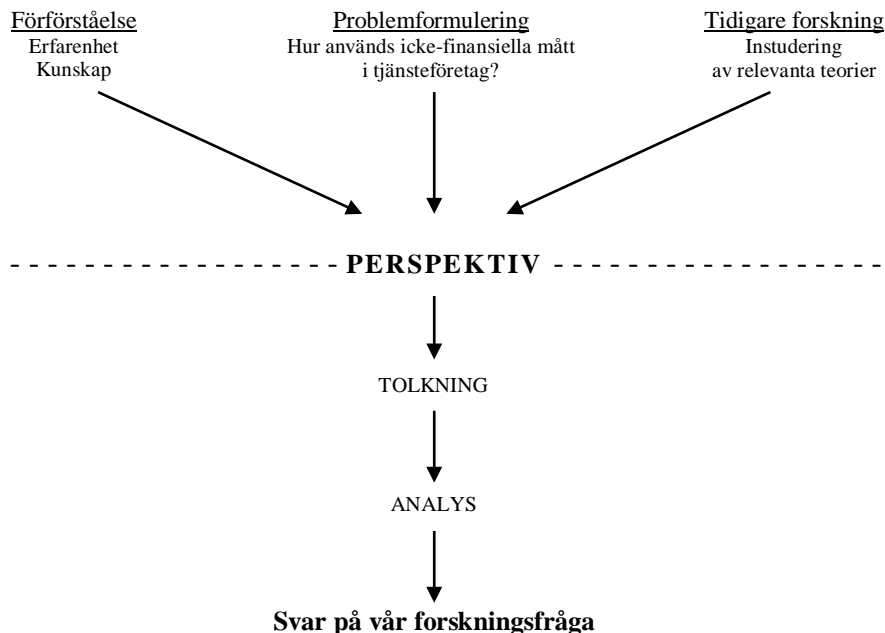 Förförståelse
Erfarenhet
Kunskap
Problemformulering
Hur används icke-finansiella mått
i tjänsteföretag?
Tidigare forskning
Instudering
av relevanta teorier
PERSPEKTIV
TOLKNING
ANALYS
Svar på vår forskningsfråga